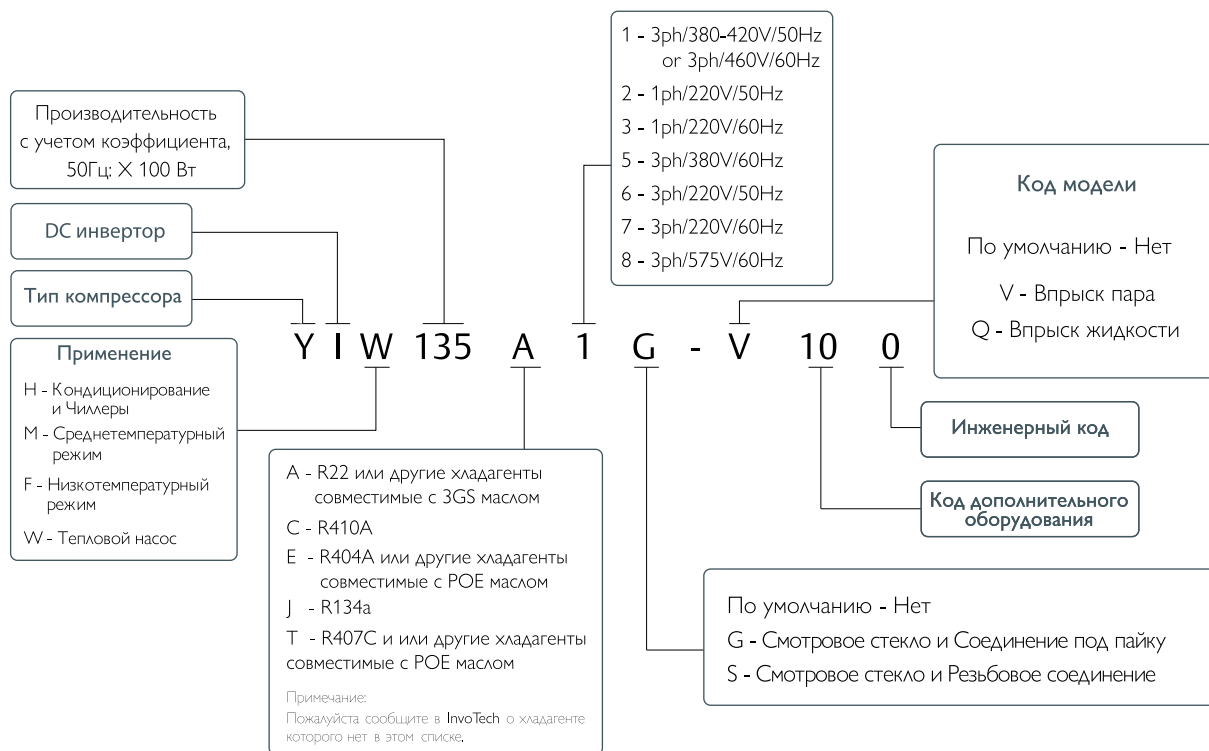 1 - 3ph/380-420V/50Hz
or 3ph/460V/60Hz
2 - 1ph/220V/50Hz
3 - 1ph/220V/60Hz
5 - 3ph/380V/60Hz
6 - 3ph/220V/50Hz
7 - 3ph/220V/60Hz
8 - 3ph/575V/60Hz
Производительность
с учетом коэффициента,
50Гц: X 100 Вт
DC инвертор
Тип компрессора
Код модели
По умолчанию - Нет
V - Впрыск пара
Q - Впрыск жидкости
Y I W 135 A 1 G - V 10 0
Применение
H - Кондиционирование
и Чиллеры
M - Среднетемпературный
режим
F - Низкотемпературный
режим
W - Тепловой насос
A - R22 или другие хладагенты
совместимые с 3GS маслом
C - R410A
E - R404A или другие хладагенты
совместимые с POE маслом
J - R134a
T - R407C и или другие хладагенты
совместимые с POE маслом
Примечание:
Пожалуйста сообщите в InvoTech о хладагенте
которого нет в этом списке.
Инженерный код
Код дополнительного
оборудования
По умолчанию - Нет
G - Смотровое стекло и Соединение под пайку
S - Смотровое стекло и Резьбовое соединение